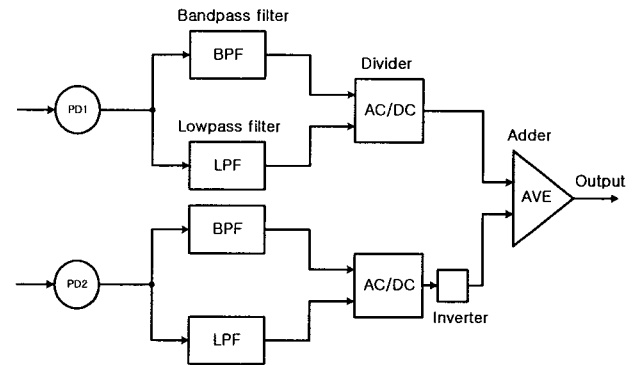 Bandpass filter
BPF
Divider
PD1
AC/DC
Lowpass filter
LPF
Adder
AVE
Output
BPF
PD2
AC/DC
Inverter
LPF